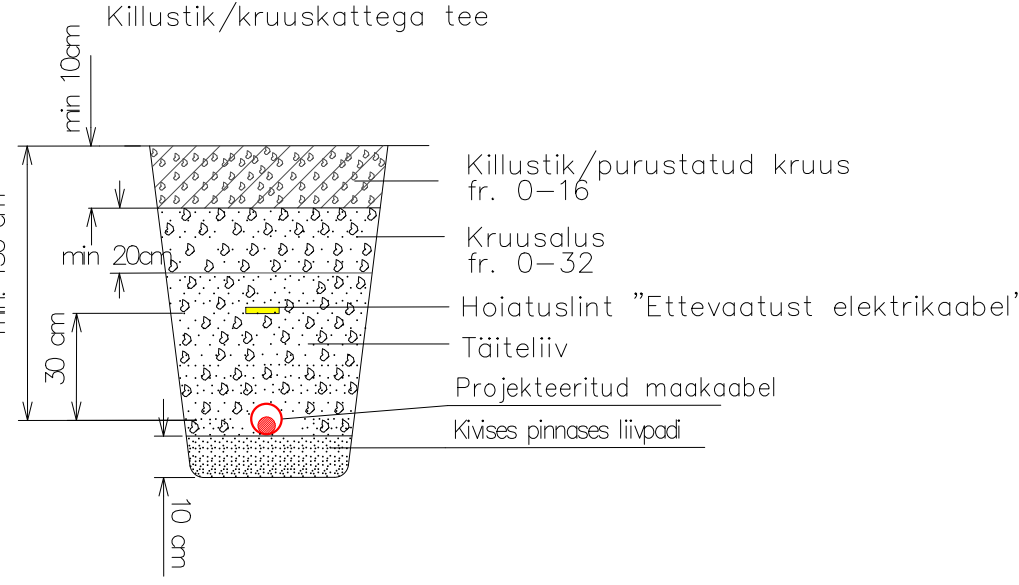 Killustik/kruuskattega tee
min 10cm
Killustik/purustatud kruus
fr. 0-16
Kruusalus
fr. 0-32
min 20cm
Hoiatuslint "Ettevaatust elektrikaabel"
30 cm
Täiteliiv
Projekteeritud maakaabel
Kivises pinnases liivpadi
10 cm